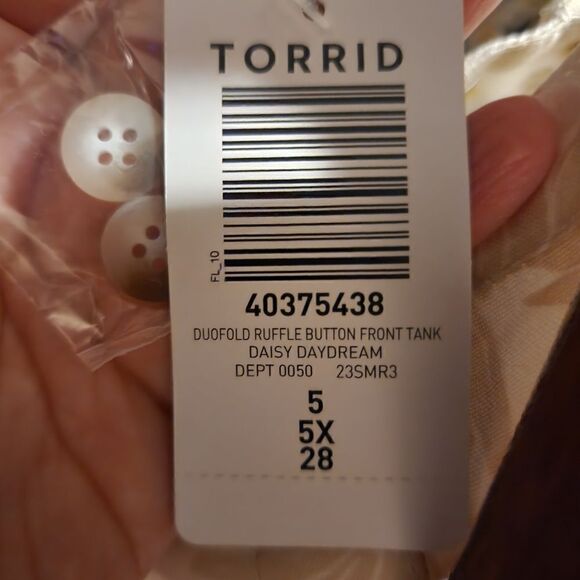 TORRID
FL_10
40375438
DUOFOLD RUFFLE BUTTON FRONT TANK
DAISY DAYDREAM
DEPT 0050 23SMR3
5
5X
28